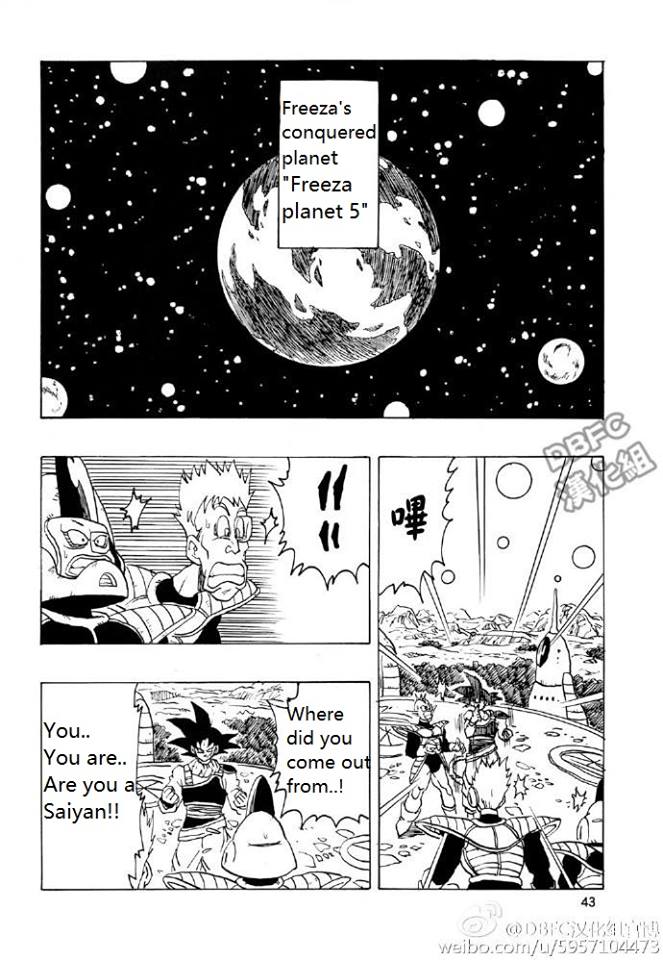 Freeza's
conquered
planet
"Freeza
planet 5"
DBFC
漢化組
嗶
!!
!!
Where
did you
come out
from..!
You..
You are..
Are you a
Saiyan!!
43
@DBFC汉化组官博
weibo.com/u/5957104473